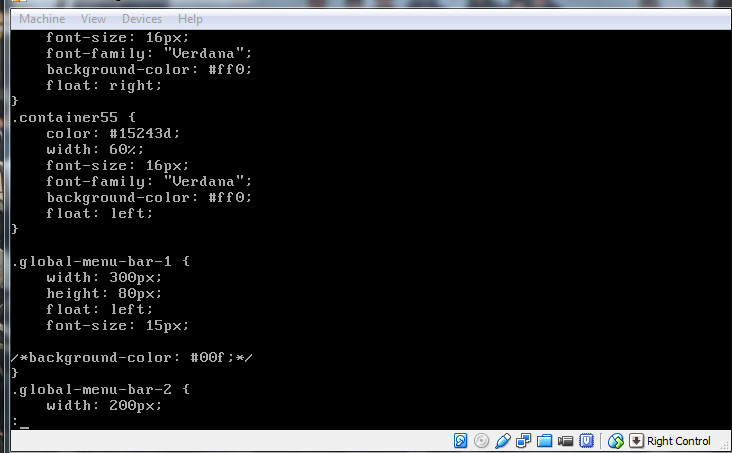 Machine View Devices Help
    font-size: 16px;
    font-family: "Verdana";
    background-color: #ff0;
    float: right;
}
.container55 {
    color: #15243d;
    width: 60%;
    font-size: 16px;
    font-family: "Verdana";
    background-color: #ff0;
    float: left;
}

.global-menu-bar-1 {
    width: 300px;
    height: 80px;
    float: left;
    font-size: 15px;

/*background-color: #00f;*/
}
.global-menu-bar-2 {
    width: 200px;
:_
Right Control